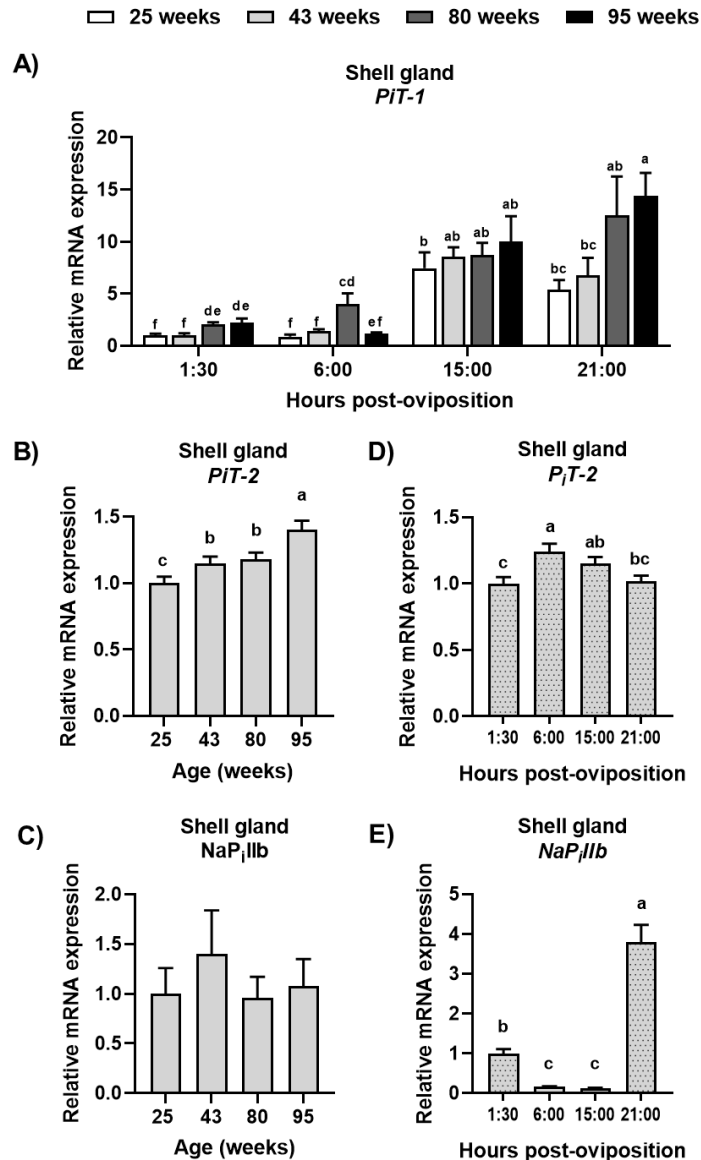 25 weeks 43 weeks 80 weeks 95 weeks
A)
Shell gland
PiT-1
Relative mRNA expression
20
15
10
5
0
f f de de
f f cd ef
b ab ab ab
bc bc ab a
1:30 6:00 15:00 21:00
Hours post-oviposition
B)
Shell gland
PiT-2
Relative mRNA expression
1.5
1.0
0.5
0.0
c b b a
25 43 80 95
Age (weeks)
D)
Shell gland
PiT-2
Relative mRNA expression
1.5
1.0
0.5
0.0
c a ab bc
1:30 6:00 15:00 21:00
Hours post-oviposition
C)
Shell gland
NaPiIIb
Relative mRNA expression
2.0
1.5
1.0
0.5
0.0
25 43 80 95
Age (weeks)
E)
Shell gland
NaPiIIb
Relative mRNA expression
5
4
3
2
1
0
b c c a
1:30 6:00 15:00 21:00
Hours post-oviposition